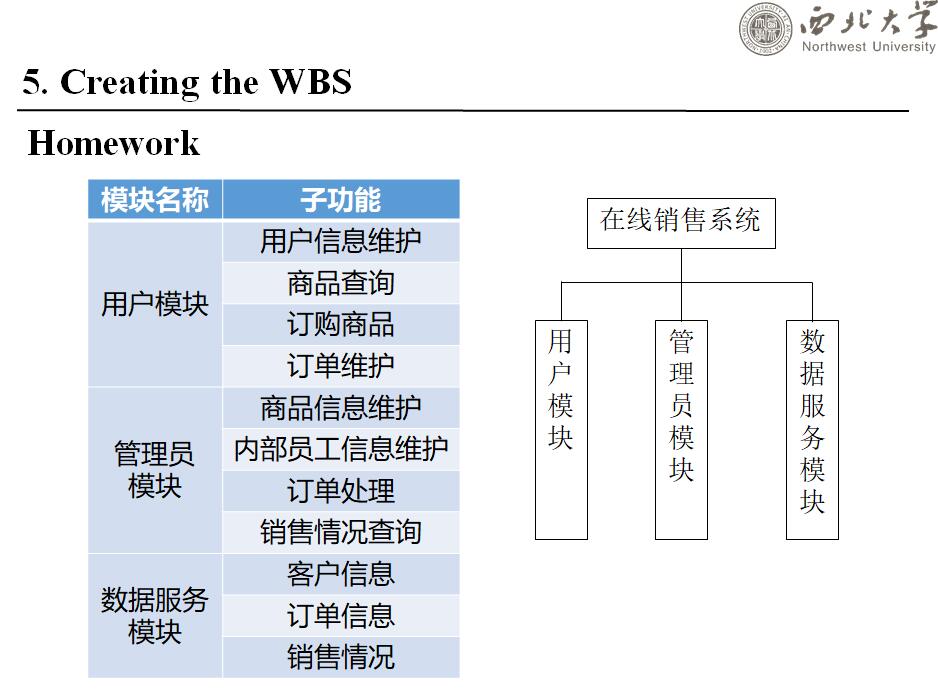 西北大学
Northwest University
5. Creating the WBS
Homework
模块名称 子功能
用户模块
用户信息维护
商品查询
订购商品
订单维护
管理员
模块
商品信息维护
内部员工信息维护
订单处理
销售情况查询
数据服务
模块
客户信息
订单信息
销售情况
在线销售系统
用户模块
管理员模块
数据服务模块